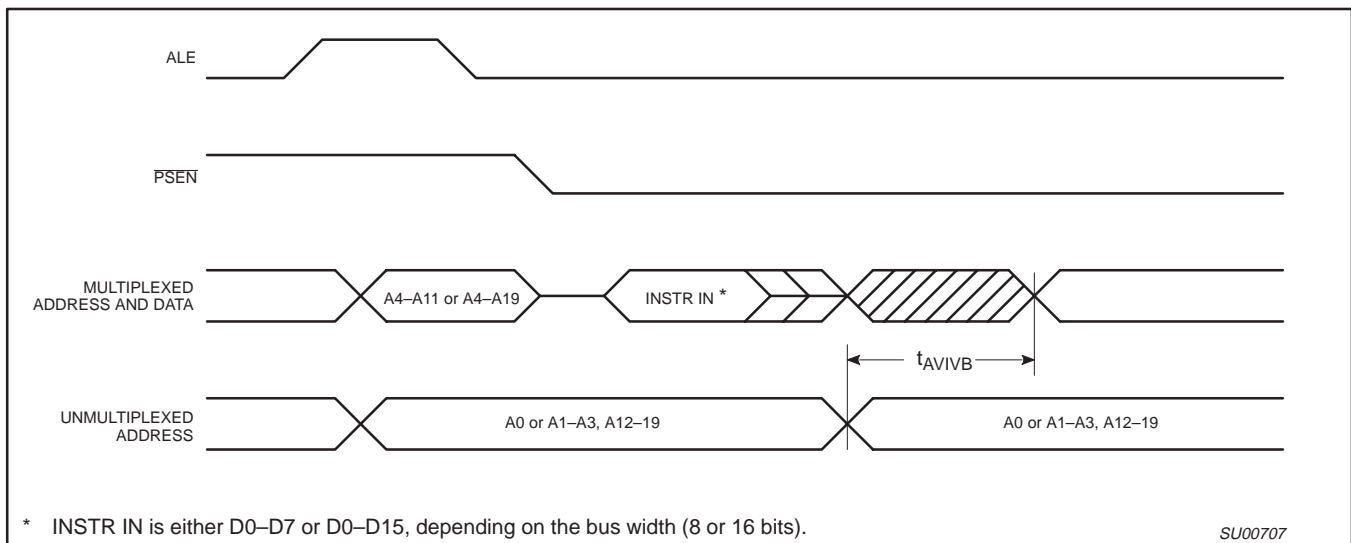 ALE
PSEN
MULTIPLEXED
ADDRESS AND DATA
A4–A11 or A4–A19
INSTR IN *
tAVIVB
UNMULTIPLEXED
ADDRESS
A0 or A1–A3, A12–19
A0 or A1–A3, A12–19
* INSTR IN is either D0–D7 or D0–D15, depending on the bus width (8 or 16 bits).
SU00707